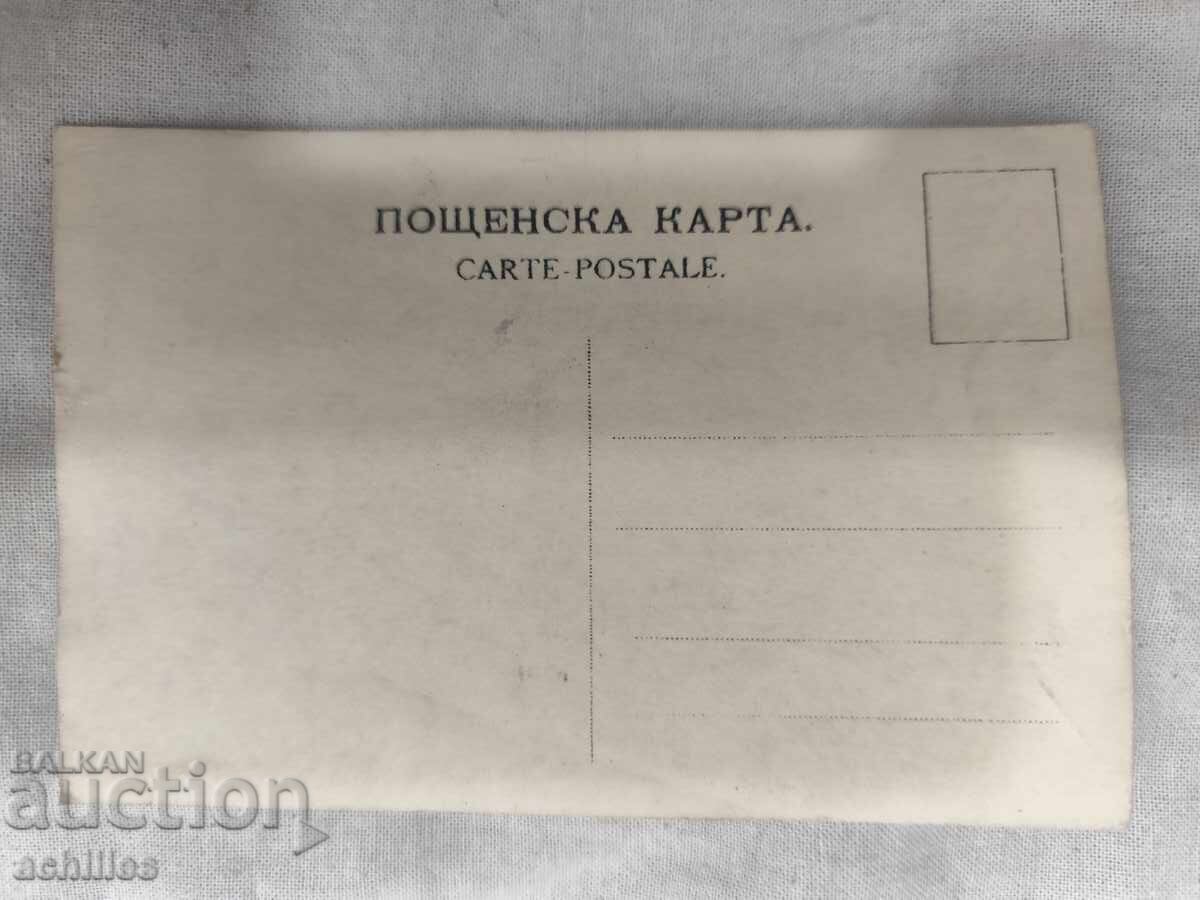 ПОЩЕНСКА КАРТА.
CARTE-POSTALE.
BALKAN
auction
achilles